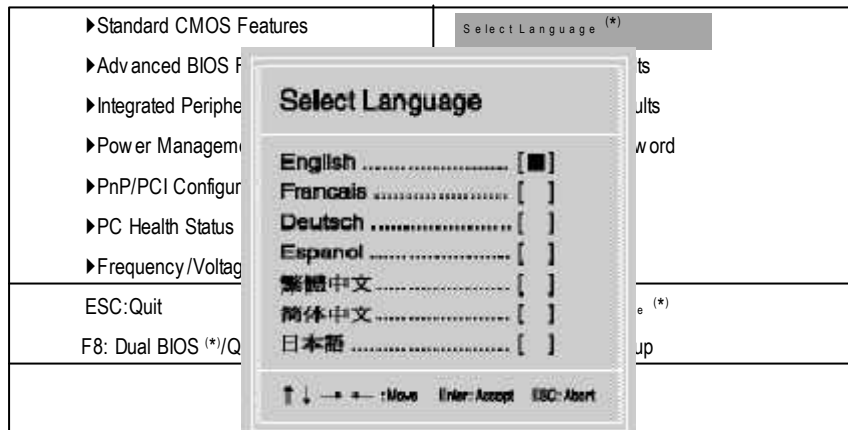 ▶Standard CMOS Features
Select Language (*)
▶Advanced BIOS F
ts
▶Integrated Periphe
ults
▶Power Manageme
word
▶PnP/PCI Configur
▶PC Health Status
▶Frequency/Voltag
ESC:Quit
e (*)
F8: Dual BIOS (*)/Q
up
Select Language
English ........................ [■]
Francais ...................... [ ]
Deutsch ...................... [ ]
Espanol ....................... [ ]
繁體中文 ..................... [ ]
简体中文 ..................... [ ]
日本語 ......................... [ ]
↑ ↓ → ← :Move Enter: Accept ESC: Abort